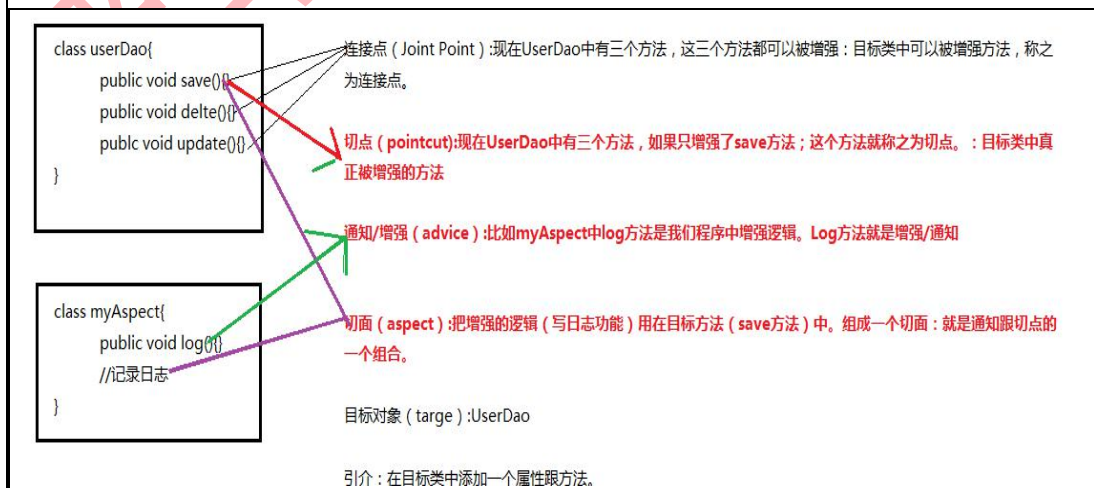 class userDao{
public void save(){}
public void delte(){}
publc void update(){}
}
连接点（Joint Point）:现在UserDao中有三个方法，这三个方法都可以被增强：目标类中可以被增强方法，称之
为连接点。
切点（pointcut):现在UserDao中有三个方法，如果只增强了save方法；这个方法就称之为切点。：目标类中真
正被增强的方法
通知/增强（advice）:比如myAspect中log方法是我们程序中增强逻辑。Log方法就是增强/通知
class myAspect{
public void log(){}
//记录日志
}
切面（aspect）:把增强的逻辑（写日志功能）用在目标方法（save方法）中。组成一个切面：就是通知跟切点的
一个组合。
目标对象（targe）:UserDao
引介：在目标类中添加一个属性跟方法。